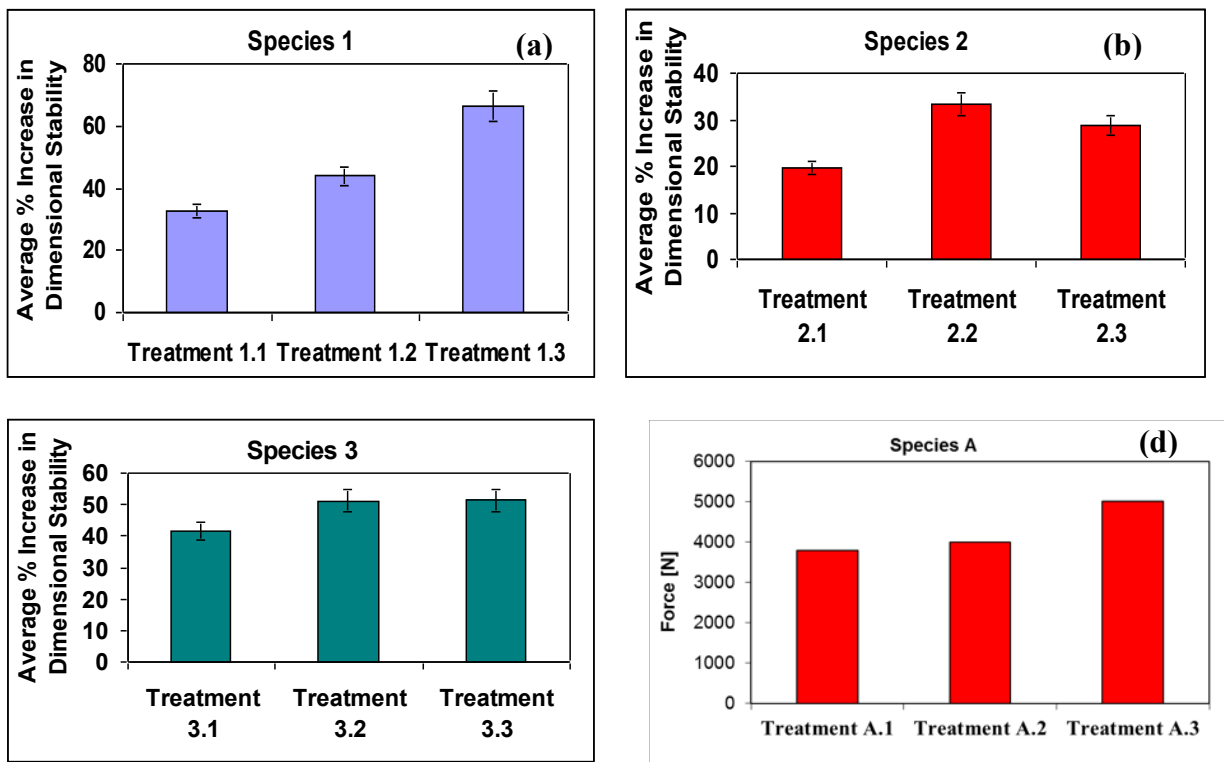 Species 1
(a)
Average % Increase in
Dimensional Stability
80
60
40
20
0
Treatment 1.1 Treatment 1.2 Treatment 1.3
Species 2
(b)
Average % Increase in
Dimensional Stability
40
30
20
10
0
Treatment Treatment Treatment
2.1 2.2 2.3
Species 3
Average % Increase in
Dimensional Stability
60
50
40
30
20
10
0
Treatment Treatment Treatment
3.1 3.2 3.3
Species A
(d)
Force [N]
6000
5000
4000
3000
2000
1000
0
Treatment A.1 Treatment A.2 Treatment A.3